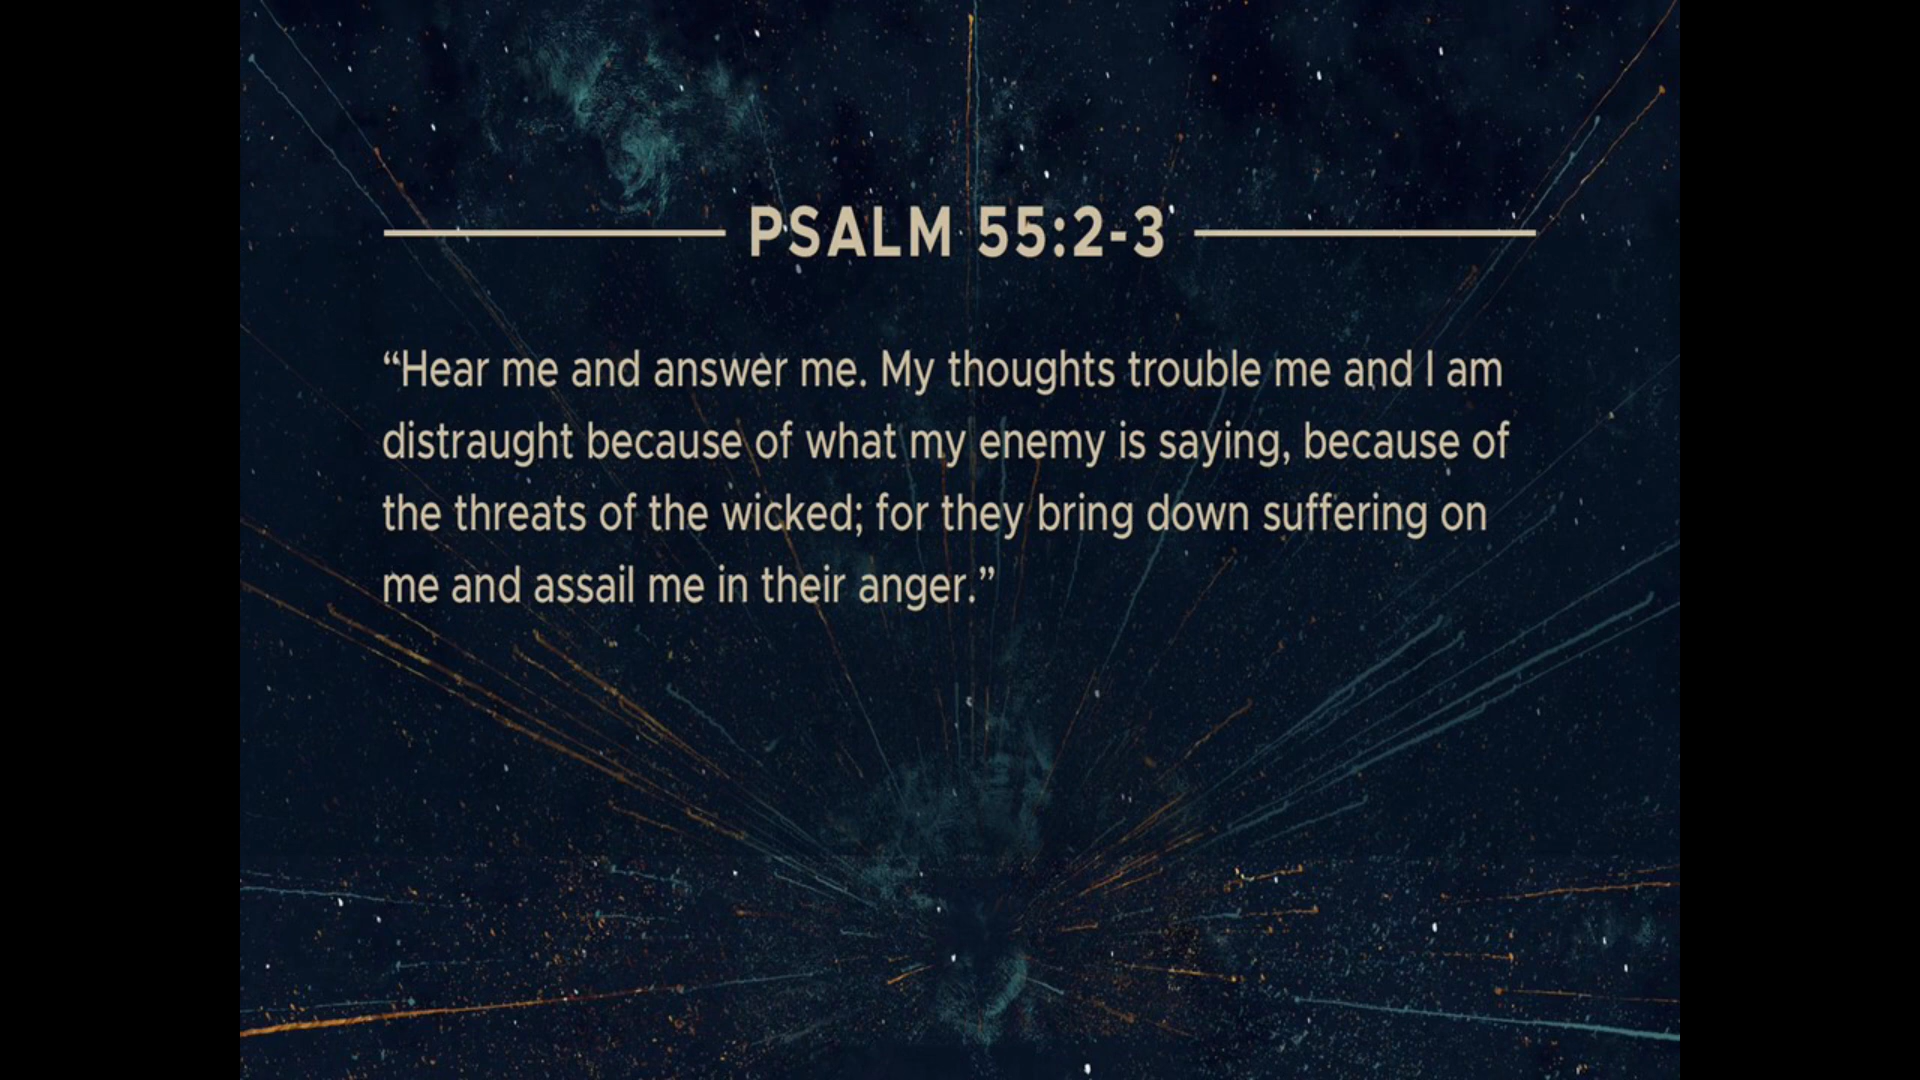 PSALM 55:2-3
“Hear me and answer me. My thoughts trouble me and I am
distraught because of what my enemy is saying, because of
the threats of the wicked; for they bring down suffering on
me and assail me in their anger.”